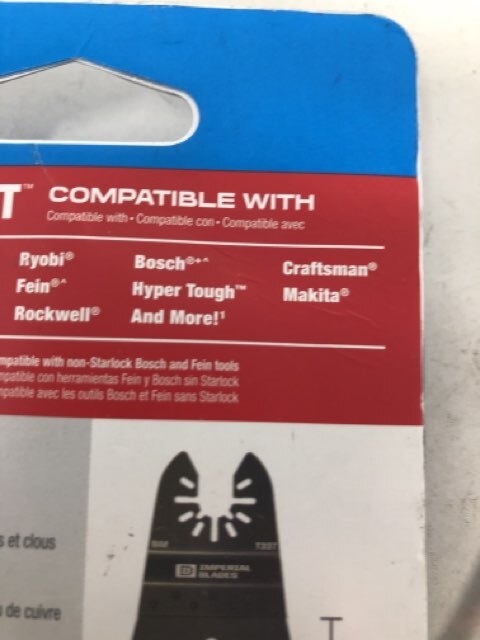 T™ COMPATIBLE WITH
Compatible with • Compatible con • Compatible avec
Ryobi® Bosch®+^ Craftsman®
Fein®^ Hyper Tough™ Makita®
Rockwell® And More!¹
mpatible with non-Starlock Bosch and Fein tools
mpatible con herramientas Fein y Bosch sin Starlock
mpatible avec les outils Bosch et Fein sans Starlock
s et clous
BIM
IMPERIAL
BLADES
de cuivre